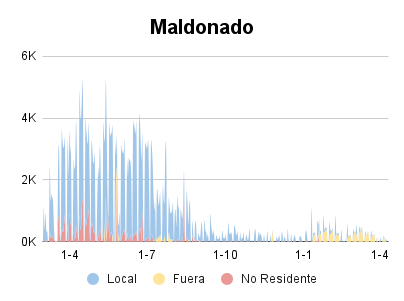 Maldonado
6K
4K
2K
0K
1-4 1-7 1-10 1-1 1-4
Local Fuera No Residente